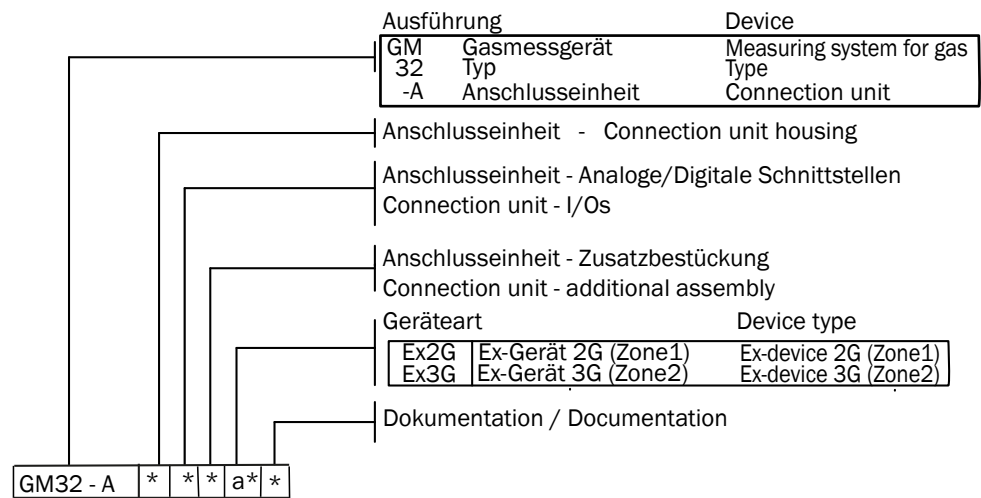 Ausführung Device
GM Gasmessgerät Measuring system for gas
32 Typ Type
-A Anschlusseinheit Connection unit
Anschlusseinheit - Connection unit housing
Anschlusseinheit - Analoge/Digitale Schnittstellen
Connection unit - I/Os
Anschlusseinheit - Zusatzbestückung
Connection unit - additional assembly
Geräteart Device type
Ex2G Ex-Gerät 2G (Zone1) Ex-device 2G (Zone1)
Ex3G Ex-Gerät 3G (Zone2) Ex-device 3G (Zone2)
Dokumentation / Documentation
GM32 - A * * * a* *